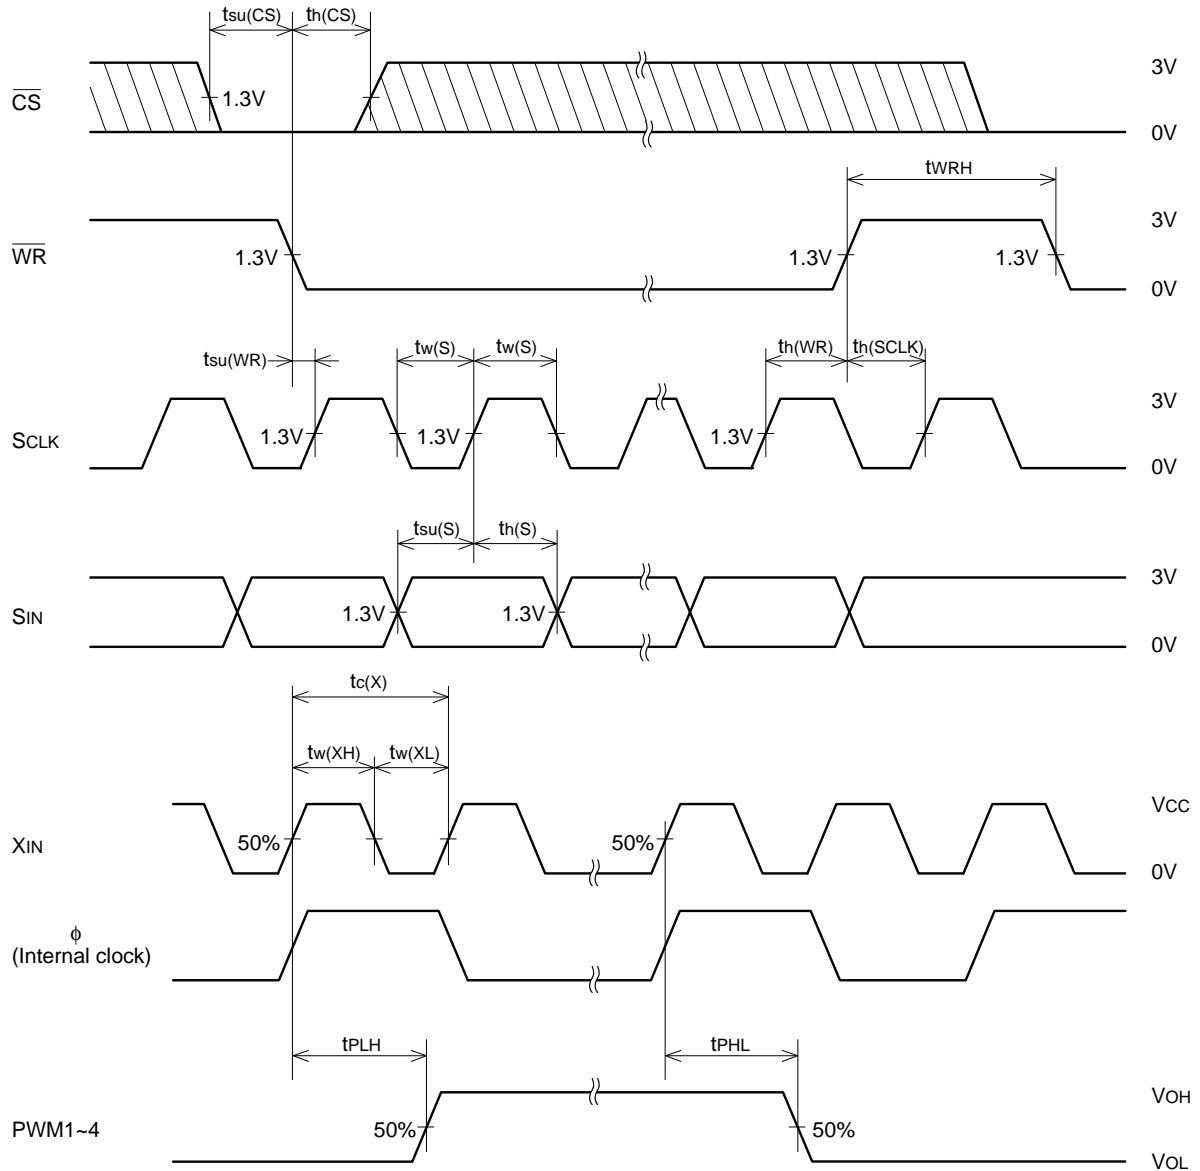 tsu(CS) th(CS)
CS 1.3V 3V
0V
tWRH
WR 1.3V 1.3V 1.3V 3V
0V
tsu(WR) tw(S) tw(S) th(WR) th(SCLK)
SCLK 1.3V 1.3V 1.3V 3V
0V
tsu(S) th(S)
SIN 1.3V 1.3V 3V
0V
tc(X)
tw(XH) tw(XL)
XIN 50% 50% VCC
0V
ϕ
(Internal clock)
tPLH tPHL
PWM1~4 50% 50% VOH
VOL